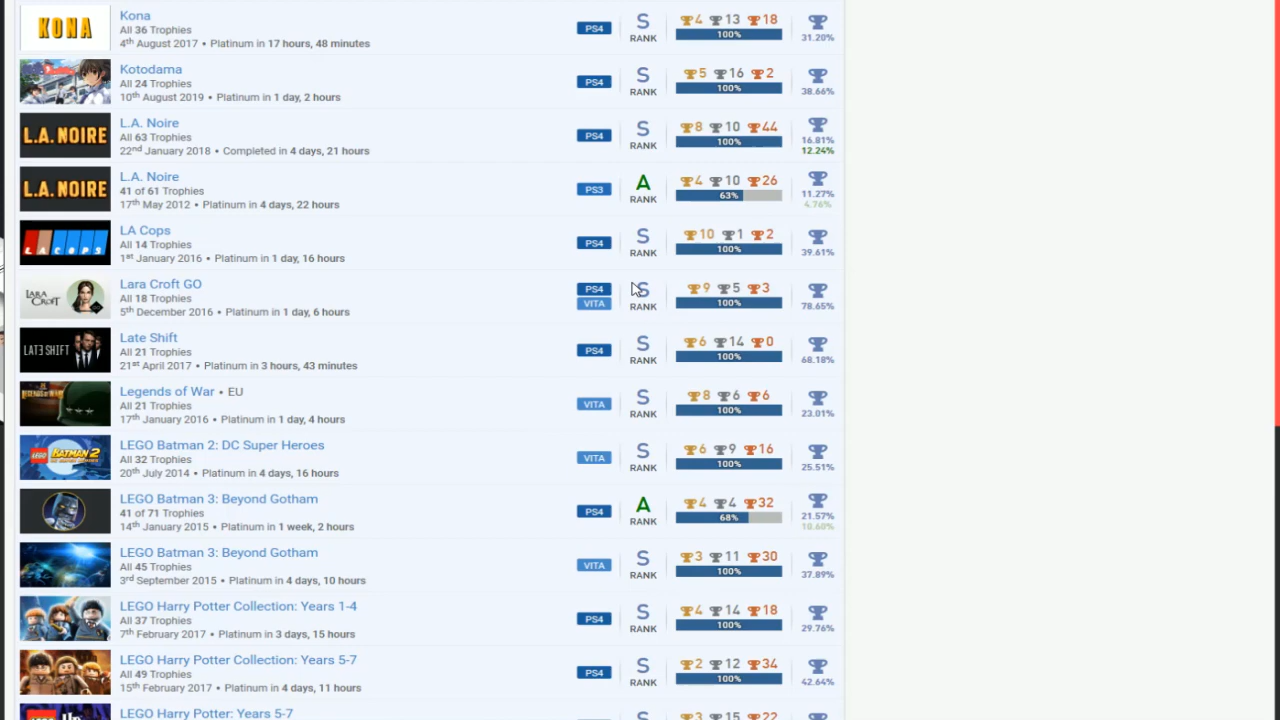 KONA
Kona
All 36 Trophies
4th August 2017 • Platinum in 17 hours, 48 minutes
PS4
S
RANK
4 13 18
100%
31.20%
Kotodama
All 24 Trophies
10th August 2019 • Platinum in 1 day, 2 hours
PS4
S
RANK
5 16 2
100%
38.66%
L.A. NOIRE
L.A. Noire
All 63 Trophies
22nd January 2018 • Completed in 4 days, 21 hours
PS4
S
RANK
8 10 44
100%
16.81%
12.24%
L.A. NOIRE
L.A. Noire
41 of 61 Trophies
17th May 2012 • Platinum in 4 days, 22 hours
PS3
A
RANK
4 10 26
63%
11.27%
4.76%
LA COPS
LA Cops
All 14 Trophies
1st January 2016 • Platinum in 1 day, 16 hours
PS4
S
RANK
10 1 2
100%
39.61%
LARA CROFT GO
Lara Croft GO
All 18 Trophies
5th December 2016 • Platinum in 1 day, 6 hours
PS4
VITA
S
RANK
9 5 3
100%
78.65%
LATE SHIFT
Late Shift
All 21 Trophies
21st April 2017 • Platinum in 3 hours, 43 minutes
PS4
S
RANK
6 14 0
100%
68.18%
Legends of War • EU
All 21 Trophies
17th January 2016 • Platinum in 1 day, 4 hours
VITA
S
RANK
8 6 6
100%
23.01%
LEGO BATMAN 2
LEGO Batman 2: DC Super Heroes
All 32 Trophies
20th July 2014 • Platinum in 4 days, 16 hours
VITA
S
RANK
6 9 16
100%
25.51%
LEGO Batman 3: Beyond Gotham
41 of 71 Trophies
14th January 2015 • Platinum in 1 week, 2 hours
PS4
A
RANK
4 4 32
68%
21.57%
10.60%
LEGO Batman 3: Beyond Gotham
All 45 Trophies
3rd September 2015 • Platinum in 4 days, 10 hours
VITA
S
RANK
3 11 30
100%
37.89%
LEGO Harry Potter Collection: Years 1-4
All 37 Trophies
7th February 2017 • Platinum in 3 days, 15 hours
PS4
S
RANK
4 14 18
100%
29.76%
LEGO Harry Potter Collection: Years 5-7
All 49 Trophies
15th February 2017 • Platinum in 4 days, 11 hours
PS4
S
RANK
2 12 34
100%
42.64%
LEGO Harry Potter: Years 5-7
S
3 15 22